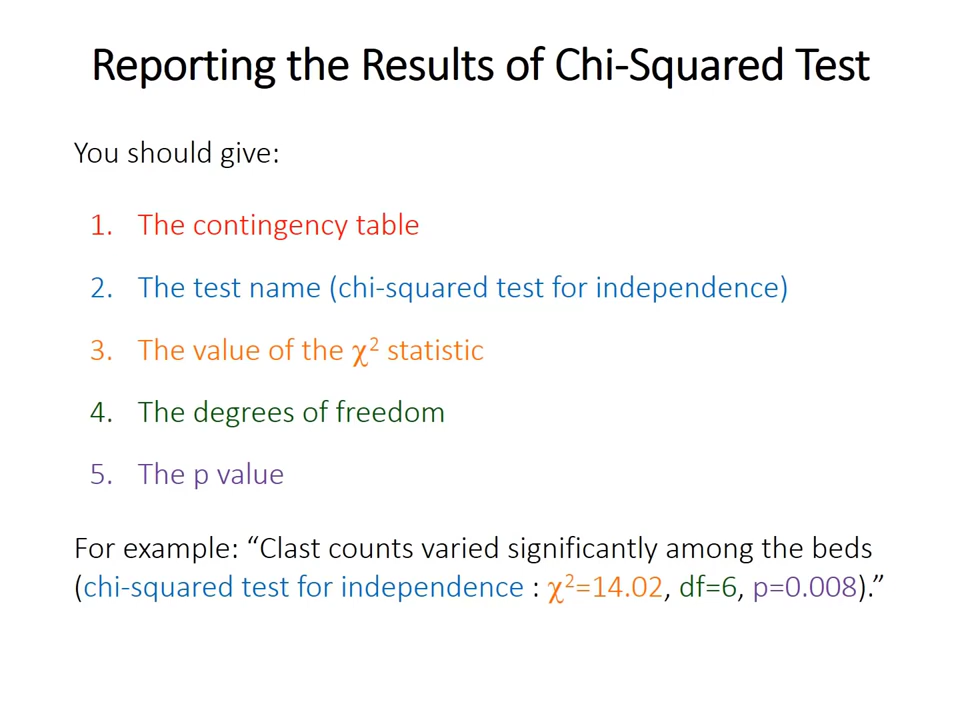 Reporting the Results of Chi-Squared Test
You should give:
1. The contingency table
2. The test name (chi-squared test for independence)
3. The value of the χ² statistic
4. The degrees of freedom
5. The p value
For example: “Clast counts varied significantly among the beds
(chi-squared test for independence : χ²=14.02, df=6, p=0.008).”